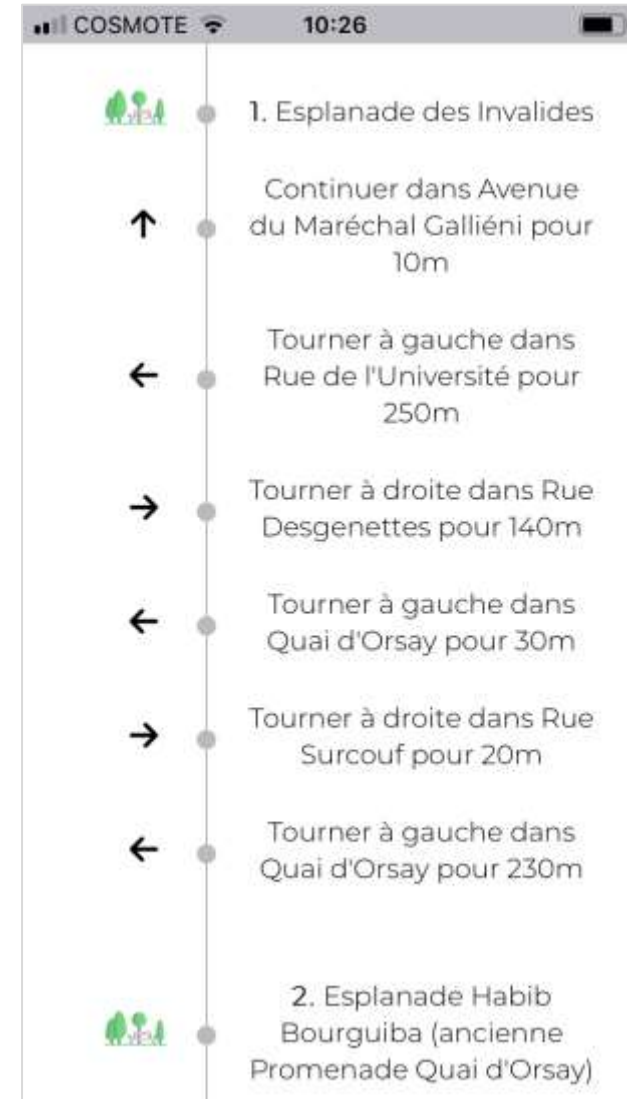 COSMOTE 10:26
1. Esplanade des Invalides
Continuer dans Avenue
du Maréchal Galliéni pour
10m
Tourner à gauche dans
Rue de l'Université pour
250m
Tourner à droite dans Rue
Desgenettes pour 140m
Tourner à gauche dans
Quai d'Orsay pour 30m
Tourner à droite dans Rue
Surcouf pour 20m
Tourner à gauche dans
Quai d'Orsay pour 230m
2. Esplanade Habib
Bourguiba (ancienne
Promenade Quai d'Orsay)